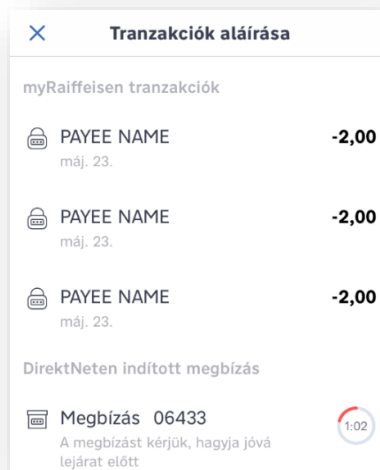 Tranzakciók aláírása
myRaiffeisen tranzakciók
PAYEE NAME -2,00
máj. 23.
PAYEE NAME -2,00
máj. 23.
PAYEE NAME -2,00
máj. 23.
DirektNeten indított megbízás
Megbízás 06433 1:02
A megbízást kérjük, hagyja jóvá
lejárat előtt